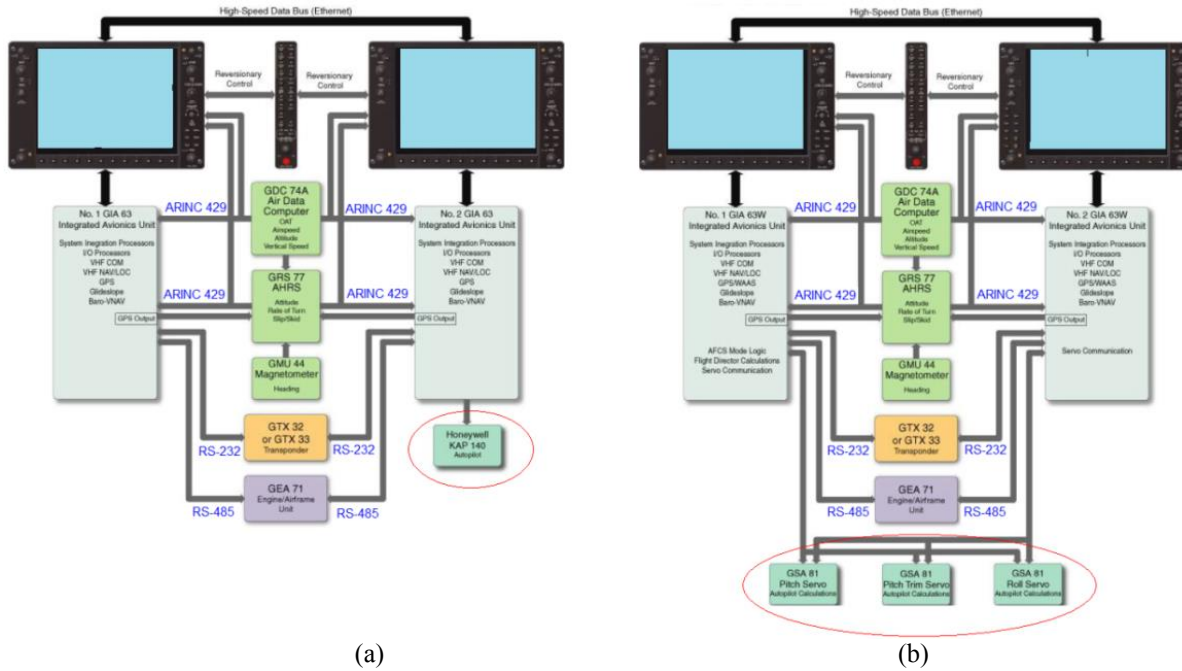 High-Speed Data Bus (Ethernet)
Reversionary
Control
Reversionary
Control
ARINC 429
ARINC 429
No. 1 GIA 63
Integrated Avionics Unit
System Integration Processors
I/O Processors
VHF COM
VHF NAV/LOC
GPS
Glideslope
Baro-VNAV
GPS Output
GDC 74A
Air Data
Computer
OAT
Airspeed
Altitude
Vertical Speed
No. 2 GIA 63
Integrated Avionics Unit
System Integration Processors
I/O Processors
VHF COM
VHF NAV/LOC
GPS
Glideslope
Baro-VNAV
GPS Output
ARINC 429
ARINC 429
GRS 77
AHRS
Attitude
Rate of Turn
Slip/Skid
GMU 44
Magnetometer
Heading
GTX 32
or GTX 33
Transponder
RS-232
RS-232
Honeywell
KAP 140
Autopilot
GEA 71
Engine/Airframe
Unit
RS-485
RS-485
(a)
High-Speed Data Bus (Ethernet)
Reversionary
Control
Reversionary
Control
ARINC 429
ARINC 429
No. 1 GIA 63W
Integrated Avionics Unit
System Integration Processors
I/O Processors
VHF COM
VHF NAV/LOC
GPS/WAAS
Glideslope
Baro-VNAV
GPS Output
AFCS Mode Logic
Flight Director Calculations
Servo Communication
GDC 74A
Air Data
Computer
OAT
Airspeed
Altitude
Vertical Speed
No. 2 GIA 63W
Integrated Avionics Unit
System Integration Processors
I/O Processors
VHF COM
VHF NAV/LOC
GPS/WAAS
Glideslope
Baro-VNAV
GPS Output
Servo Communication
ARINC 429
ARINC 429
GRS 77
AHRS
Attitude
Rate of Turn
Slip/Skid
GMU 44
Magnetometer
Heading
GTX 32
or GTX 33
Transponder
RS-232
RS-232
GEA 71
Engine/Airframe
Unit
RS-485
RS-485
GSA 81
Pitch Servo
Autopilot Calculations
GSA 81
Pitch Trim Servo
Autopilot Calculations
GSA 81
Roll Servo
Autopilot Calculations
(b)